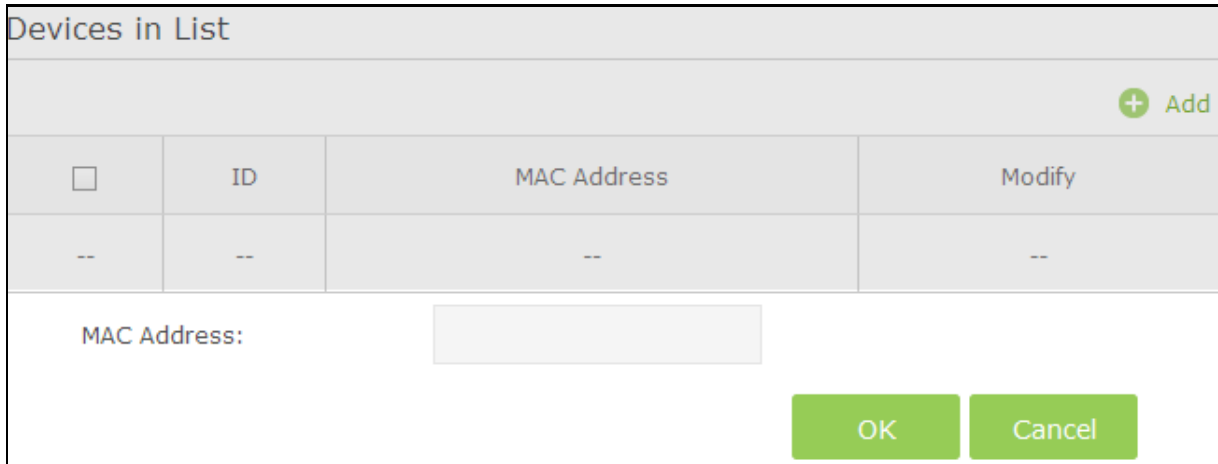 Devices in List
Add
ID MAC Address Modify
-- -- -- --
MAC Address:
OK Cancel